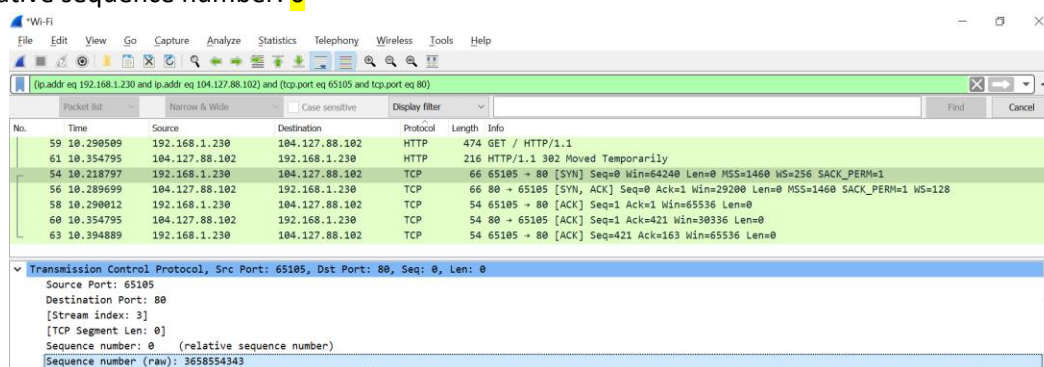 ative sequence number: 0
*Wi-Fi
File Edit View Go Capture Analyze Statistics Telephony Wireless Tools Help
(ip.addr eq 192.168.1.230 and ip.addr eq 104.127.88.102) and (tcp.port eq 65105 and tcp.port eq 80)
Packet list Narrow & Wide Case sensitive Display filter Find Cancel
No. Time Source Destination Protocol Length Info
59 10.290509 192.168.1.230 104.127.88.102 HTTP 474 GET / HTTP/1.1
61 10.354795 104.127.88.102 192.168.1.230 HTTP 216 HTTP/1.1 302 Moved Temporarily
54 10.218797 192.168.1.230 104.127.88.102 TCP 66 65105 → 80 [SYN] Seq=0 Win=64240 Len=0 MSS=1460 WS=256 SACK_PERM=1
56 10.289699 104.127.88.102 192.168.1.230 TCP 66 80 → 65105 [SYN, ACK] Seq=0 Ack=1 Win=29200 Len=0 MSS=1460 SACK_PERM=1 WS=128
58 10.290012 192.168.1.230 104.127.88.102 TCP 54 65105 → 80 [ACK] Seq=1 Ack=1 Win=65536 Len=0
60 10.354795 104.127.88.102 192.168.1.230 TCP 54 80 → 65105 [ACK] Seq=1 Ack=421 Win=30336 Len=0
63 10.394889 192.168.1.230 104.127.88.102 TCP 54 65105 → 80 [ACK] Seq=421 Ack=163 Win=65536 Len=0
Transmission Control Protocol, Src Port: 65105, Dst Port: 80, Seq: 0, Len: 0
Source Port: 65105
Destination Port: 80
[Stream index: 3]
[TCP Segment Len: 0]
Sequence number: 0 (relative sequence number)
Sequence number (raw): 3658554343